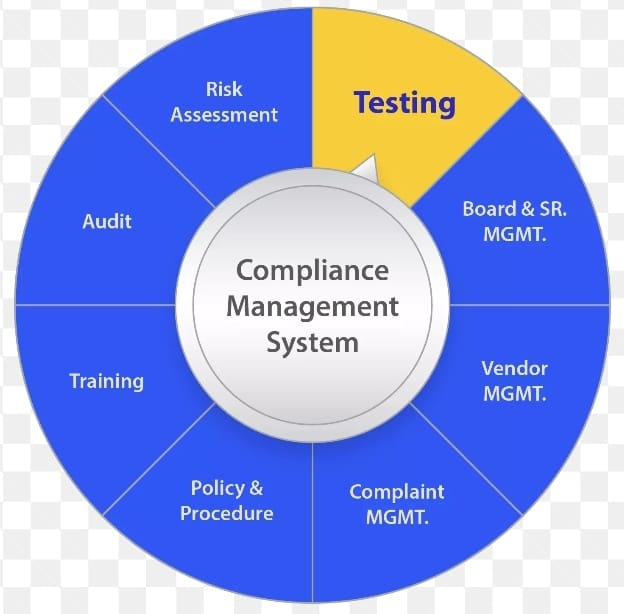 Testing
Board & SR.
MGMT.
Vendor
MGMT.
Complaint
MGMT.
Policy &
Procedure
Training
Audit
Risk
Assessment
Compliance
Management
System